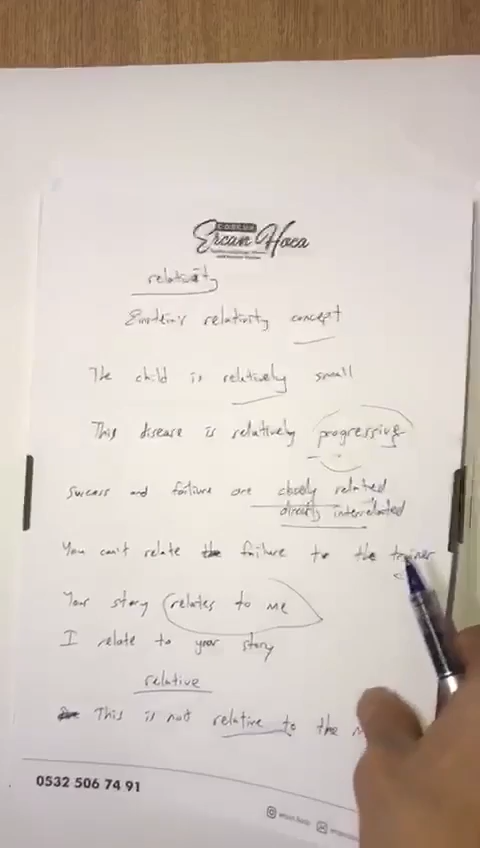 Ercan Hoca
relativity
Einstein's relativity concept
The child is relatively small
This disease is relatively progressive
success and failure are closely related
directly interrelated
You can't relate failure to the trainer
Your story relates to me
I relate to your story
relative
This is not relative to the
0532 506 74 91